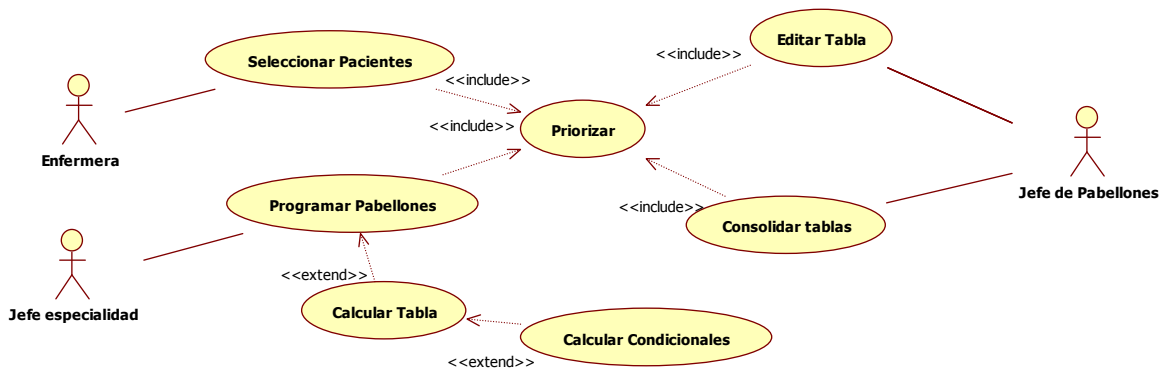 Editar Tabla
<<include>>
Seleccionar Pacientes
<<include>>
<<include>>
Priorizar
Enfermera
Jefe de Pabellones
Programar Pabellones
<<include>>
Consolidar tablas
<<extend>>
Jefe especialidad
Calcular Tabla
Calcular Condicionales
<<extend>>